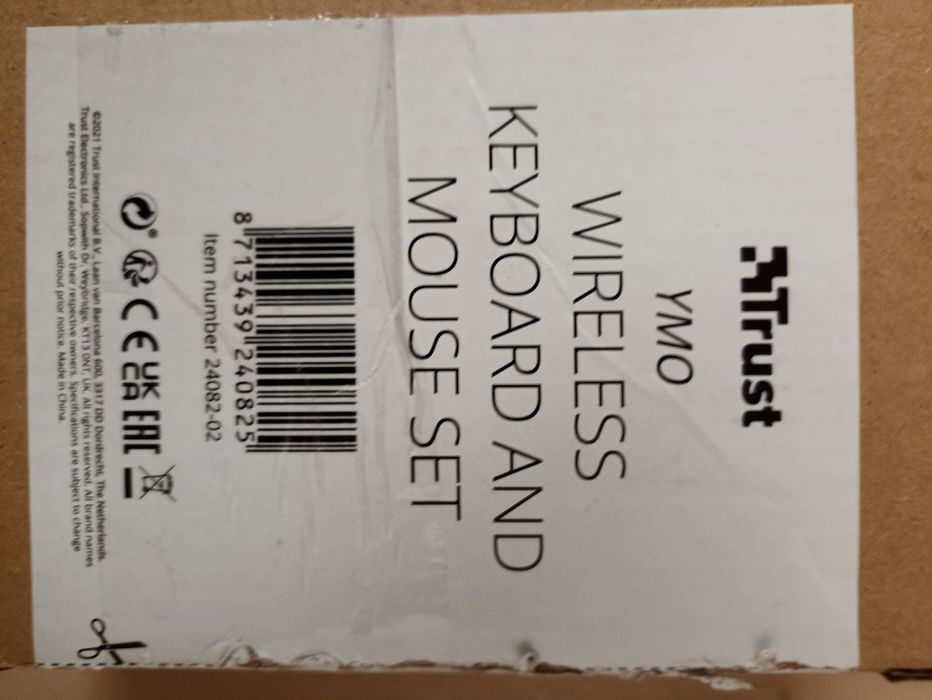 Trust
YMO
WIRELESS
KEYBOARD AND
MOUSE SET
8 713439 240825
Item number 24082-02
CE UK CA EAC
©2021 Trust International B.V., Laan van Barcelona 600, 3317 DD Dordrecht, The Netherlands.
Trust Electronics Ltd., Sopwith Dr, Weybridge, KT13 0NT, UK. All rights reserved. All brand names
are registered trademarks of their respective owners. Specifications are subject to change
without prior notice. Made in China.